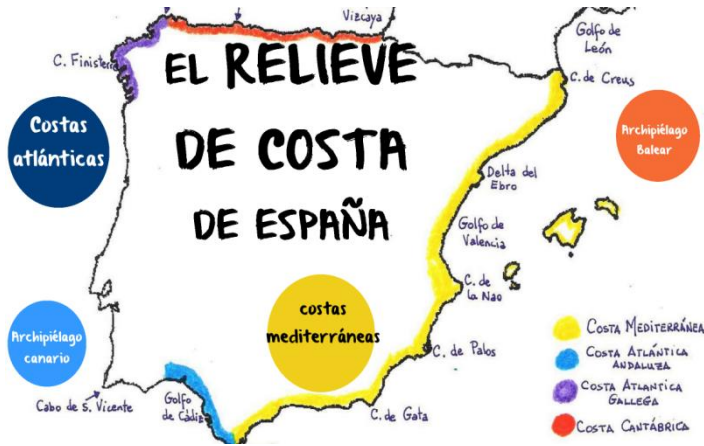 Vizcaya
Golfo de
León
C. Finisterre
EL RELIEVE
DE COSTA
DE ESPAÑA
C. de Creus
Costas
atlánticas
Archipiélago
Balear
Delta del
Ebro
Golfo de
Valencia
C. de
la Nao
costas
mediterráneas
Archipiélago
canario
C. de Palos
Cabo de S. Vicente
Golfo
de Cádiz
C. de Gata
COSTA MEDITERRÁNEA
COSTA ATLÁNTICA
ANDALUZA
COSTA ATLANTICA
GALLEGA
COSTA CANTÁBRICA